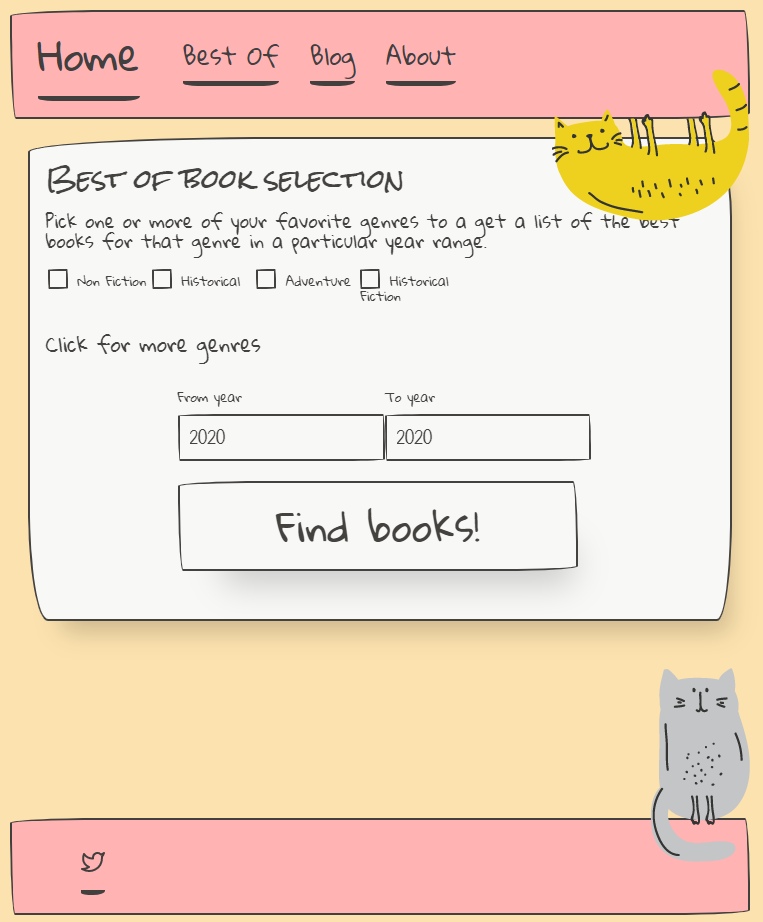 Home Best Of Blog About
Best of book selection
Pick one or more of your favorite genres to a get a list of the best
books for that genre in a particular year range.
Non Fiction Historical Adventure Historical
Fiction
Click for more genres
From year To year
2020 2020
Find books!